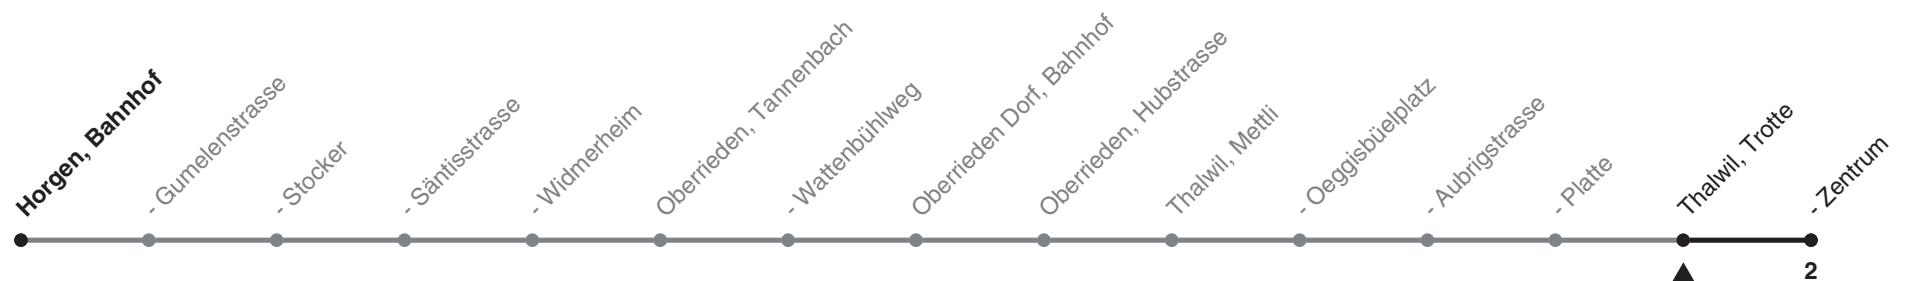 Horgen, Bahnhof
- Gumelenstrasse
- Stocker
- Säntisstrasse
- Widmerheim
Oberrieden, Tannenbach
- Wattenbühlweg
Oberrieden Dorf, Bahnhof
Oberrieden, Hubstrasse
Thalwil, Mettli
- Oeggisbüelplatz
- Aubrigstrasse
- Platte
Thalwil, Trotte
- Zentrum
2